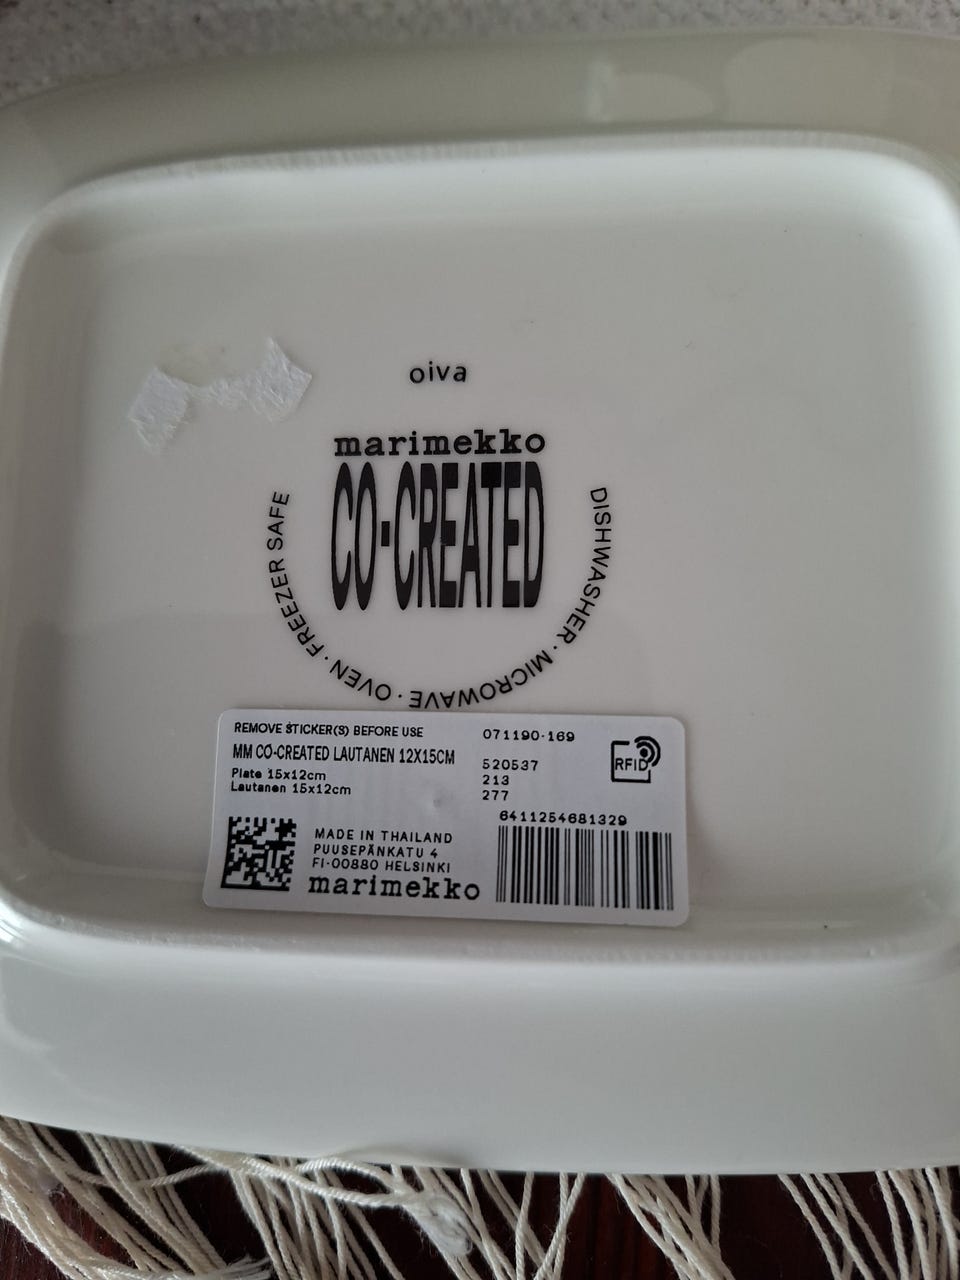 oiva
marimekko
CO-CREATED
DISHWASHER · MICROWAVE · OVEN · FREEZER SAFE
REMOVE STICKER(S) BEFORE USE
MM CO-CREATED LAUTANEN 12X15CM
Plate 15x12cm
Lautanen 15x12cm
071190-169
520537
213
277
RFID
6411254681329
MADE IN THAILAND
PUUSEPÄNKATU 4
FI-00880 HELSINKI
marimekko